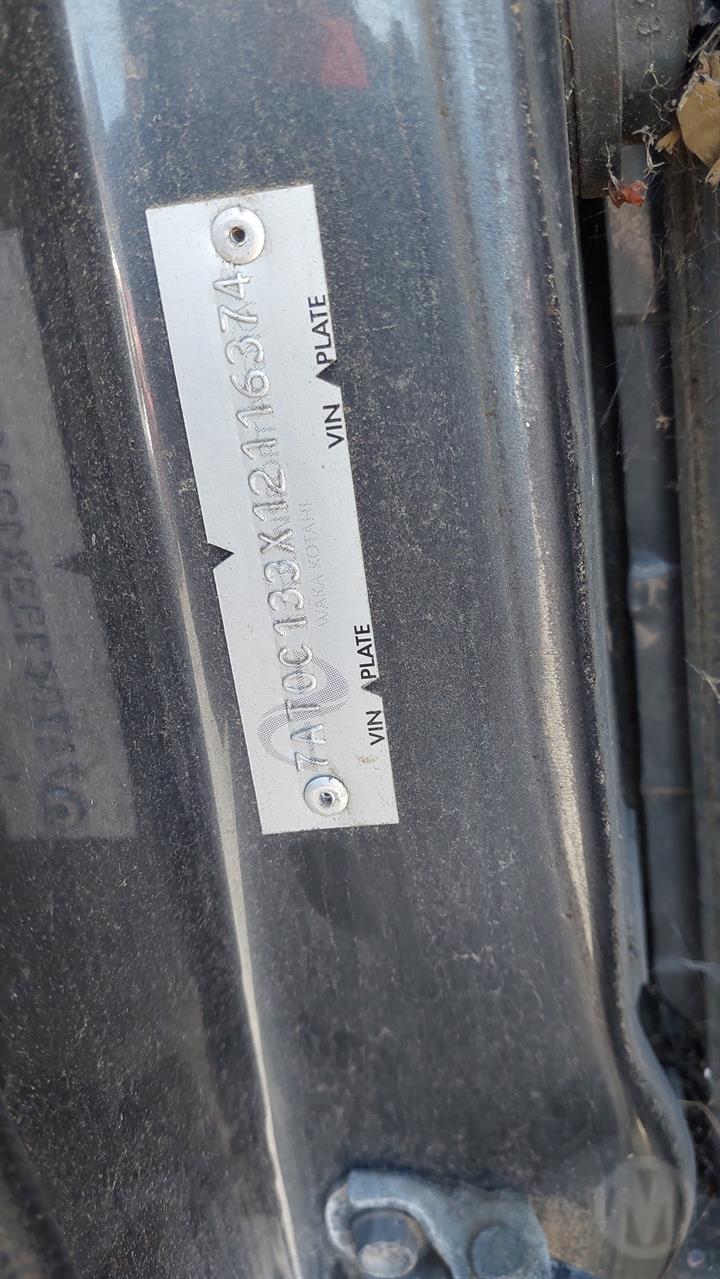 7AT0C133X12116374
WAKA KOTAHI
VIN PLATE
VIN PLATE
M